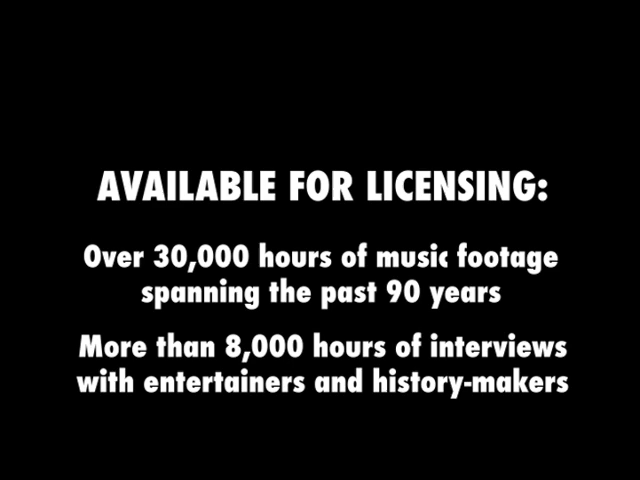 AVAILABLE FOR LICENSING:
Over 30,000 hours of music footage
spanning the past 90 years
More than 8,000 hours of interviews
with entertainers and history-makers